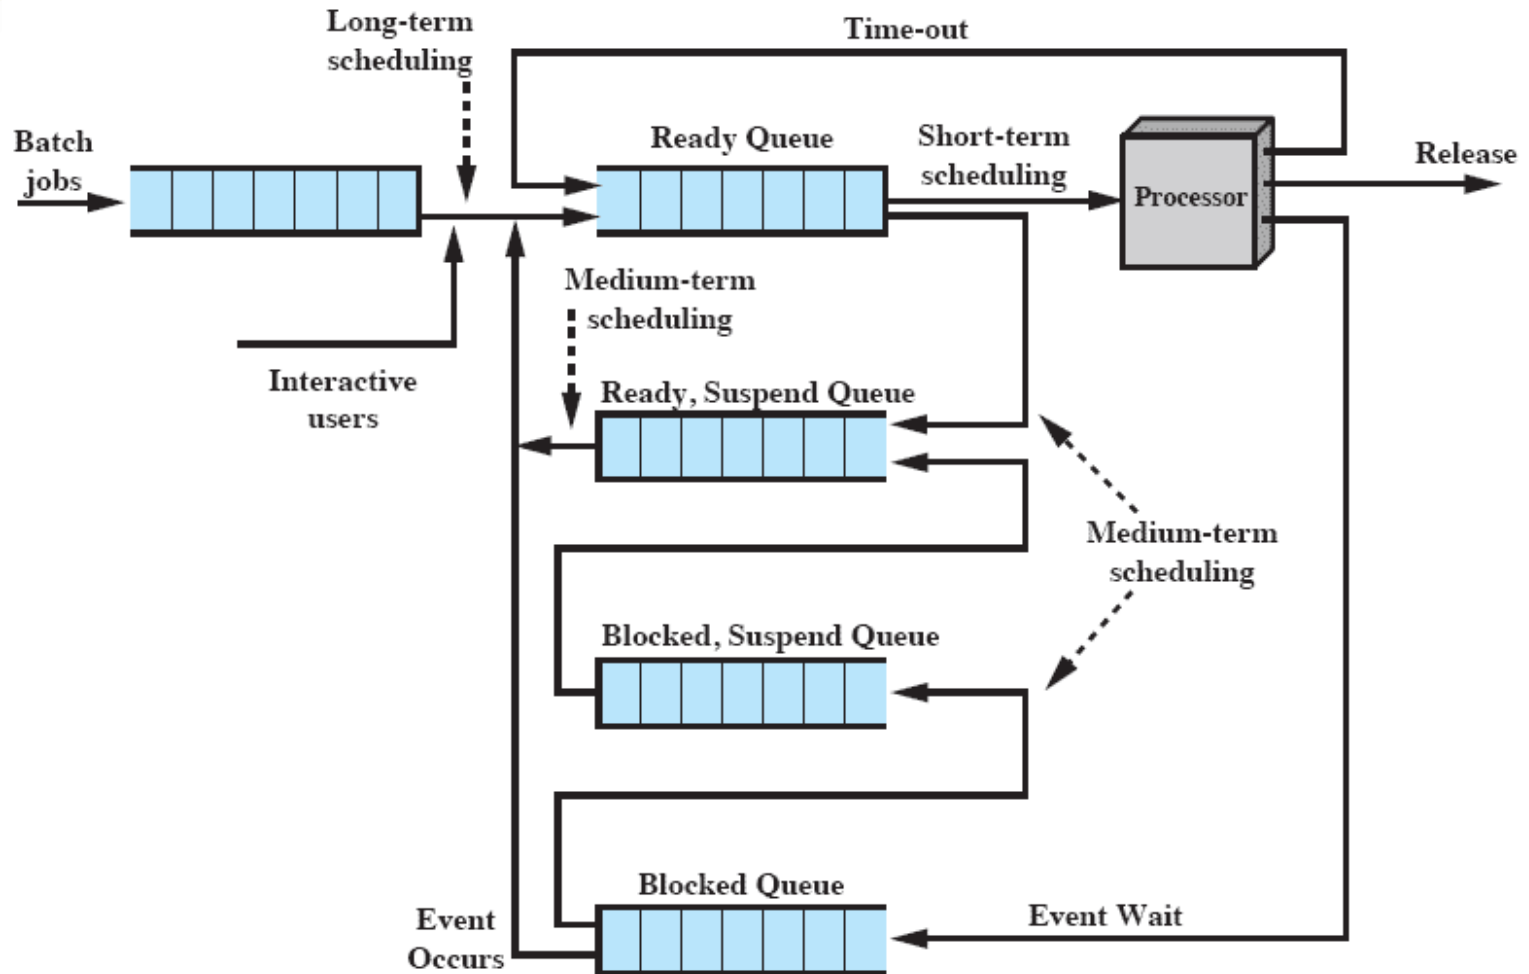 Long-term
scheduling
Time-out
Batch
jobs
Ready Queue
Short-term
scheduling
Processor
Release
Medium-term
scheduling
Interactive
users
Ready, Suspend Queue
Medium-term
scheduling
Blocked, Suspend Queue
Blocked Queue
Event
Occurs
Event Wait